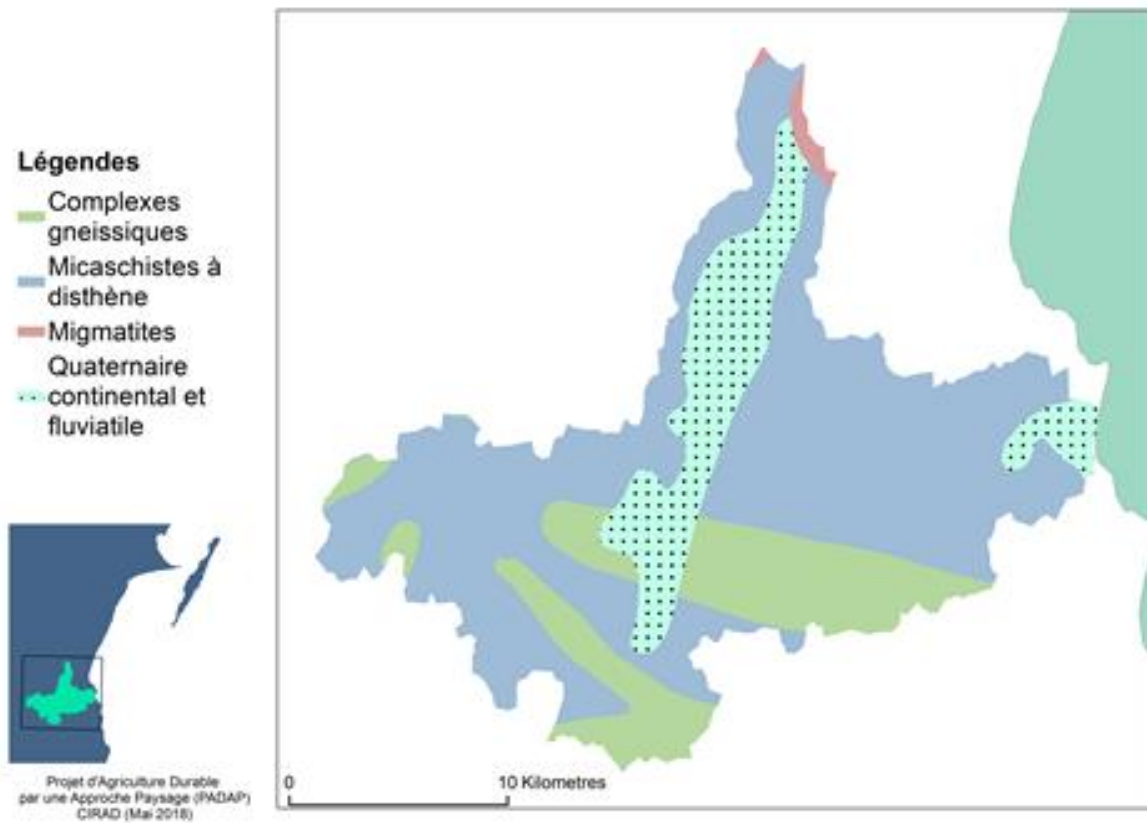 Légendes
Complexes
gneissiques
Micaschistes à
disthène
Migmatites
Quaternaire
continental et
fluviatile
Projet d'Agriculture Durable
par une Approche Paysage (PADAP)
CIRAD (Mai 2018)
0
10 Kilometres